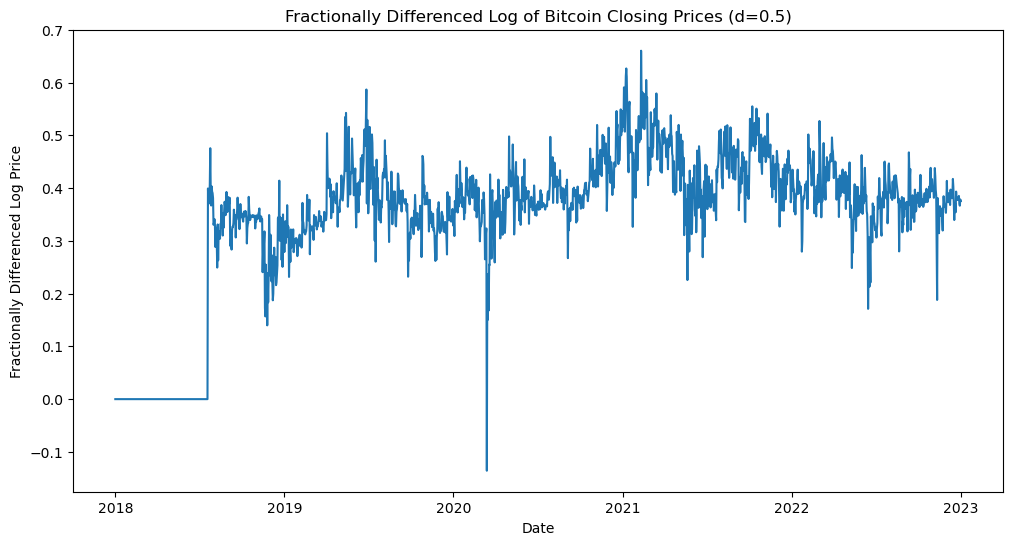 Fractionally Differenced Log of Bitcoin Closing Prices (d=0.5)
Fractionally Differenced Log Price
0.7
0.6
0.5
0.4
0.3
0.2
0.1
0.0
−0.1
2018 2019 2020 2021 2022 2023
Date